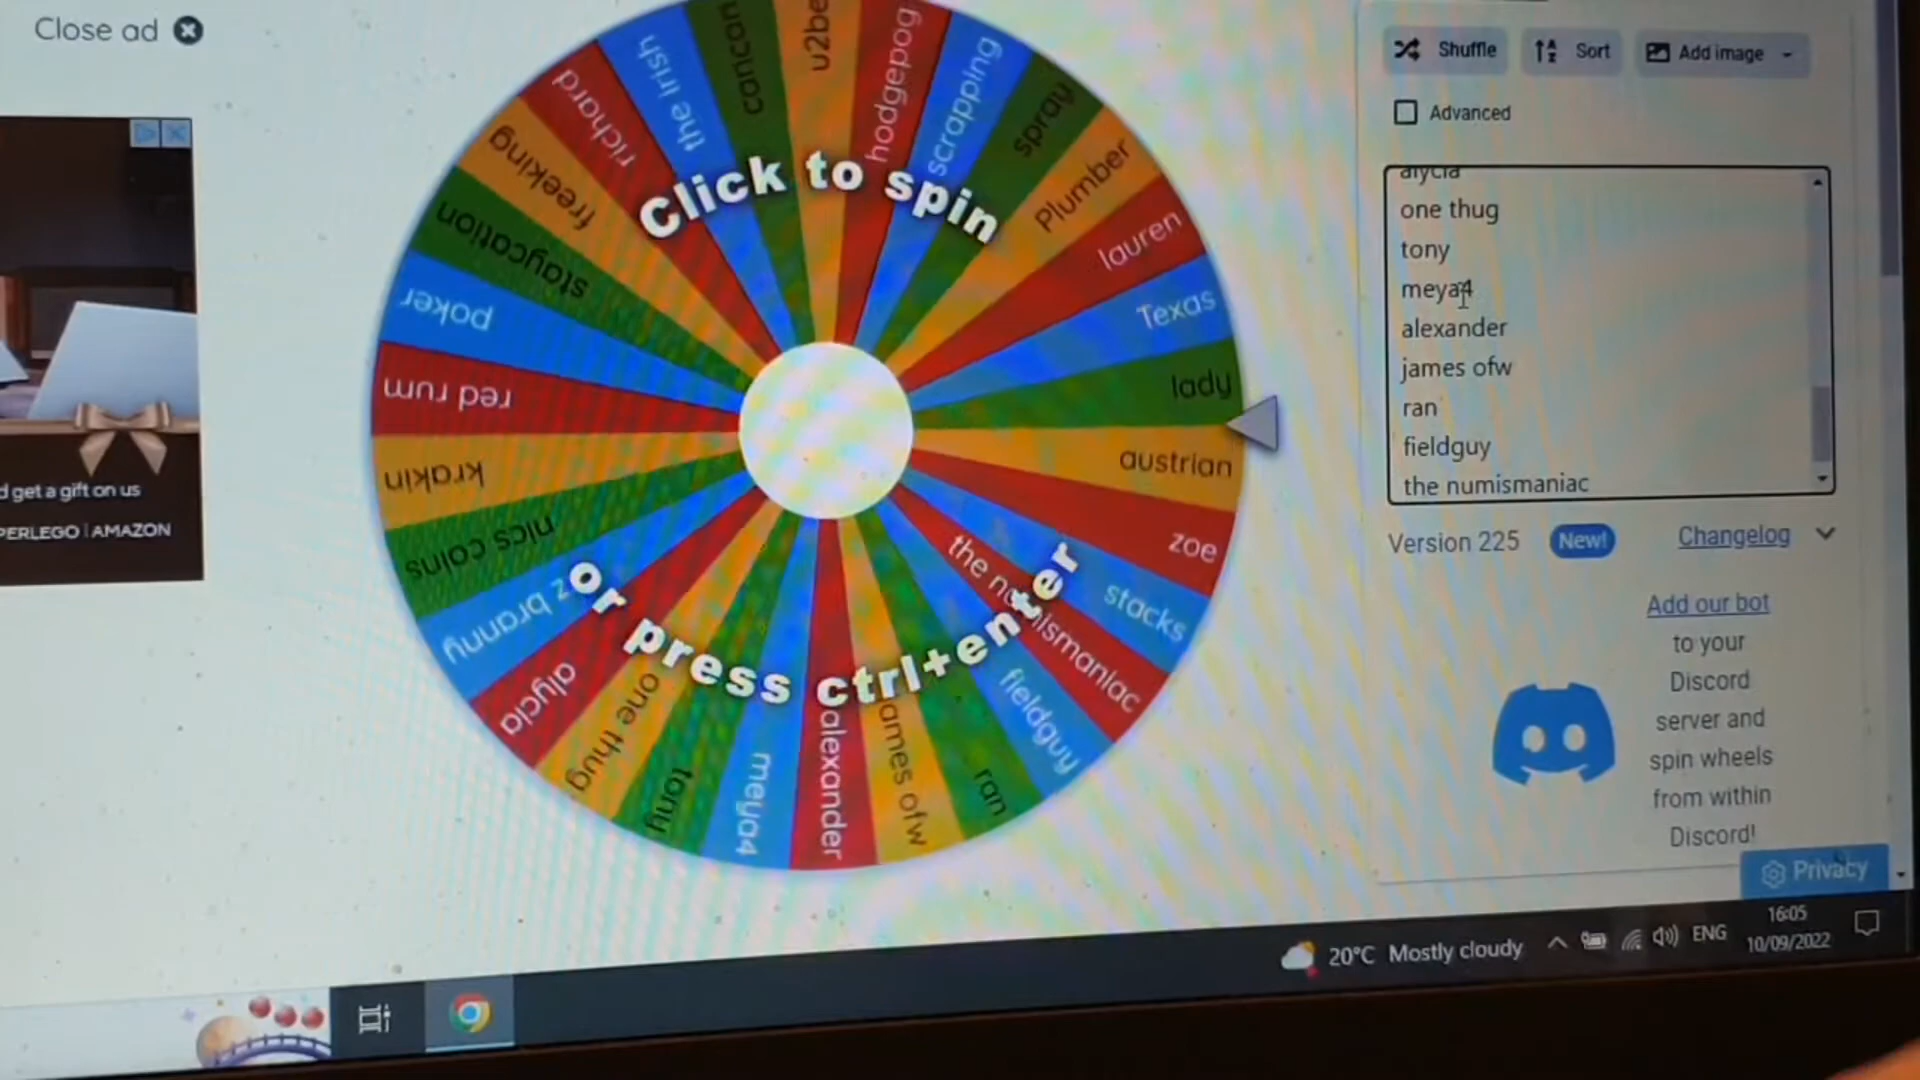 Close ad
d get a gift on us
PERLEGO | AMAZON
Click to spin
or press ctrl+enter
concan
u2be
hodgepog
scrapping
spray
Plumber
lauren
Texas
lady
austrian
zoe
stacks
the numismaniac
fieldguy
ran
james ofw
alexander
meya4
tony
one thug
alycia
z branny
nics coins
krakin
red rum
poker
staycation
freeking
richard
the irish
Shuffle
Sort
Add image
Advanced
alycia
one thug
tony
meya4
alexander
james ofw
ran
fieldguy
the numismaniac
Version 225 New! Changelog
Add our bot
to your
Discord
server and
spin wheels
from within
Discord!
Privacy
20°C Mostly cloudy
ENG
16:05
10/09/2022